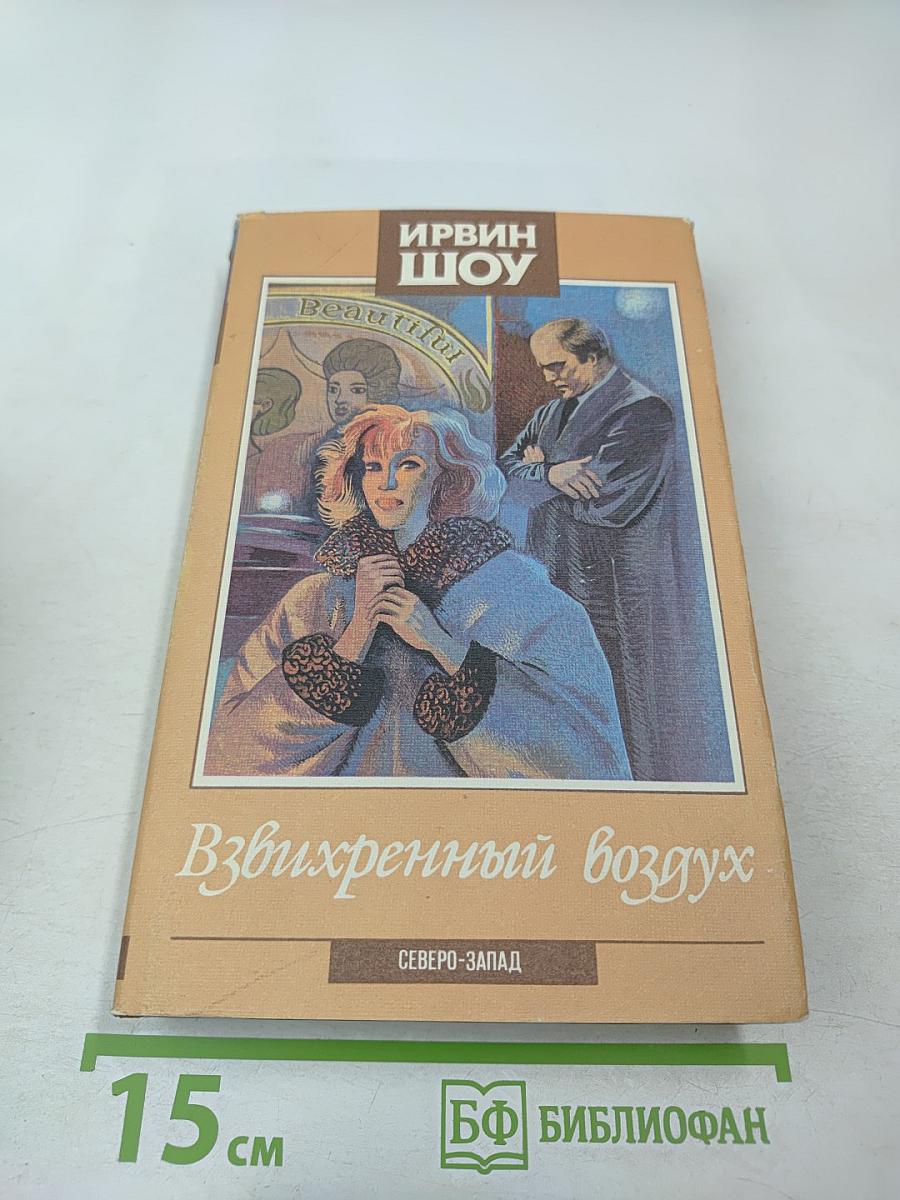 ИРВИН
ШОУ
Beautiful
Взвихренный воздух
СЕВЕРО-ЗАПАД
15 см
БФ БИБЛИОФАН